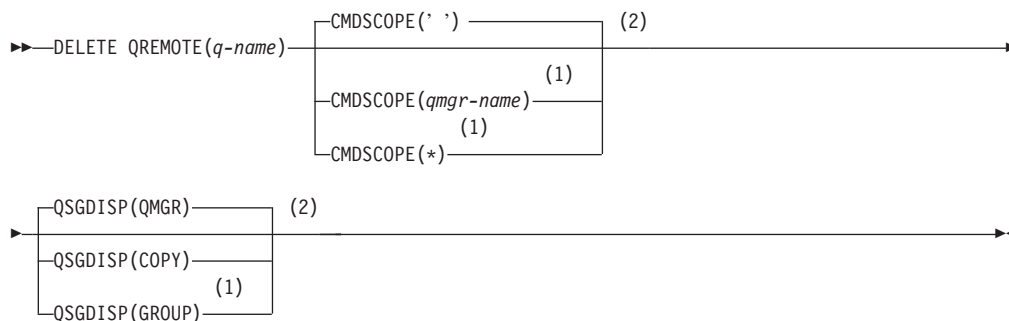 CMDSCOPE(' ') (2)
DELETE QREMOTE(q-name)
(1)
CMDSCOPE(qmgr-name)
(1)
CMDSCOPE(*)
QSGDISP(QMGR) (2)
QSGDISP(COPY)
(1)
QSGDISP(GROUP)